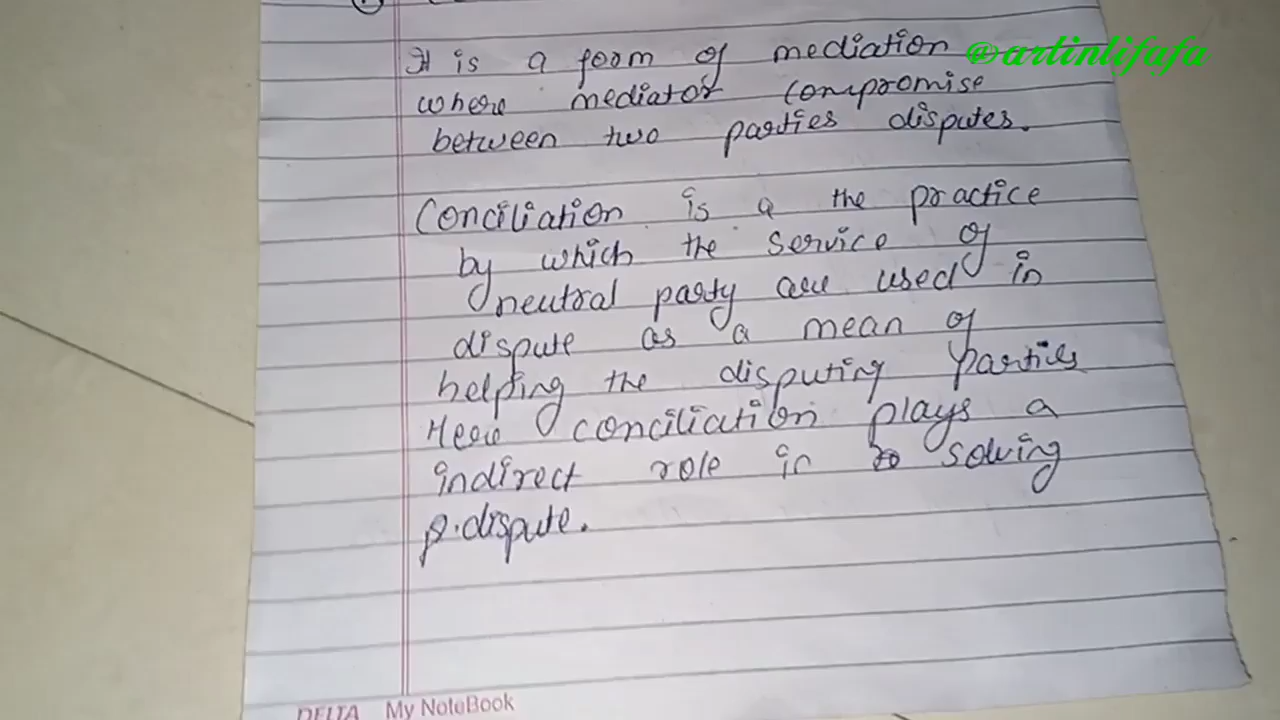 @artinlifafa
It is a form of mediation
where mediator compromise
between two parties disputes.
Conciliation is a the practice
by which the service of
neutral party are used in
dispute as a mean of
helping the disputing parties
Here conciliation plays a
indirect role in solving
p.dispute.
DELTA My NoteBook